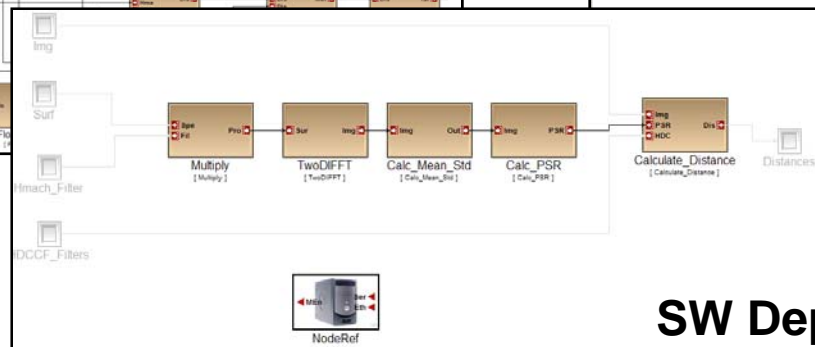 Img
Surf
Hmach_Filter
HDCCF_Filters
Spe
Fil
Pro
Multiply
[ Multiply ]
Sur
Img
TwoDIFFT
[ TwoDIFFT ]
Img
Out
Calc_Mean_Std
[ Calc_Mean_Std ]
Img
PSR
Calc_PSR
[ Calc_PSR ]
Img
PSR
HDC
Dis
Calculate_Distance
[ Calculate_Distance ]
Distances
MEn
Ser
Eth
NodeRef
SW Dep